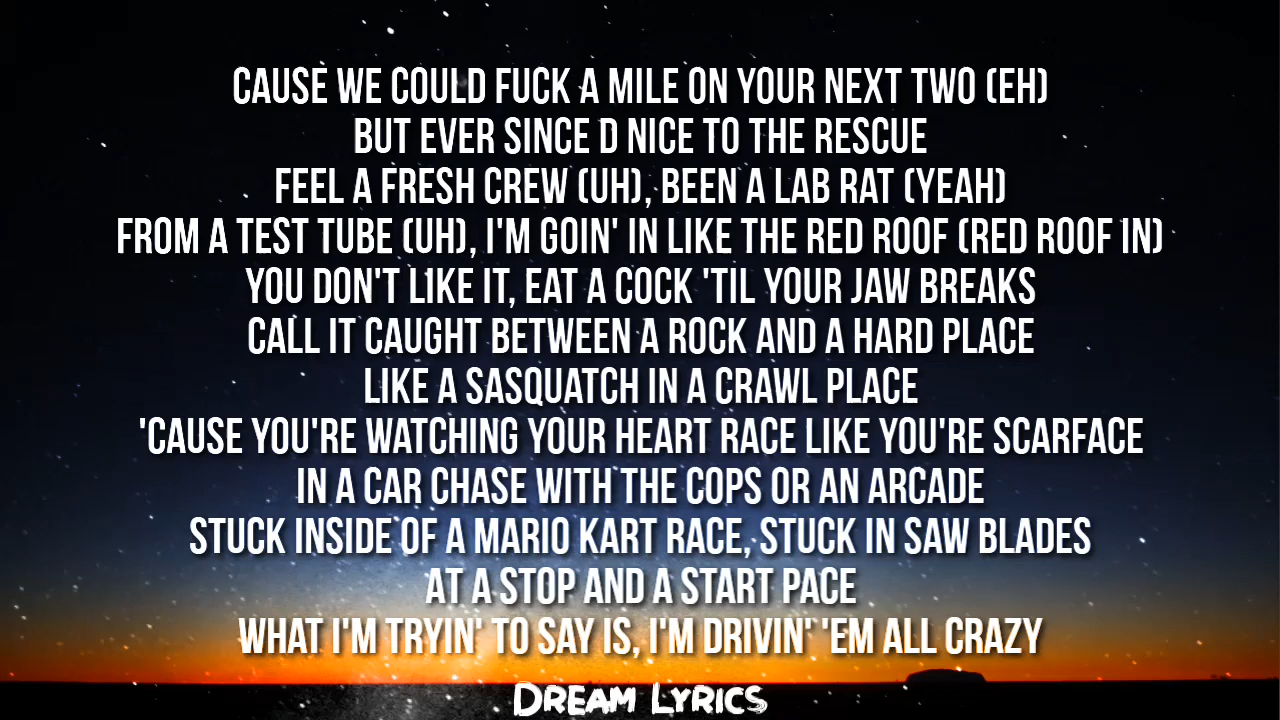 CAUSE WE COULD FUCK A MILE ON YOUR NEXT TWO (EH)
BUT EVER SINCE D NICE TO THE RESCUE
FEEL A FRESH CREW (UH), BEEN A LAB RAT (YEAH)
FROM A TEST TUBE (UH), I'M GOIN' IN LIKE THE RED ROOF (RED ROOF IN)
YOU DON'T LIKE IT, EAT A COCK 'TIL YOUR JAW BREAKS
CALL IT CAUGHT BETWEEN A ROCK AND A HARD PLACE
LIKE A SASQUATCH IN A CRAWL PLACE
'CAUSE YOU'RE WATCHING YOUR HEART RACE LIKE YOU'RE SCARFACE
IN A CAR CHASE WITH THE COPS OR AN ARCADE
STUCK INSIDE OF A MARIO KART RACE, STUCK IN SAW BLADES
AT A STOP AND A START PACE
WHAT I'M TRYIN' TO SAY IS, I'M DRIVIN' 'EM ALL CRAZY
DREAM LYRICS